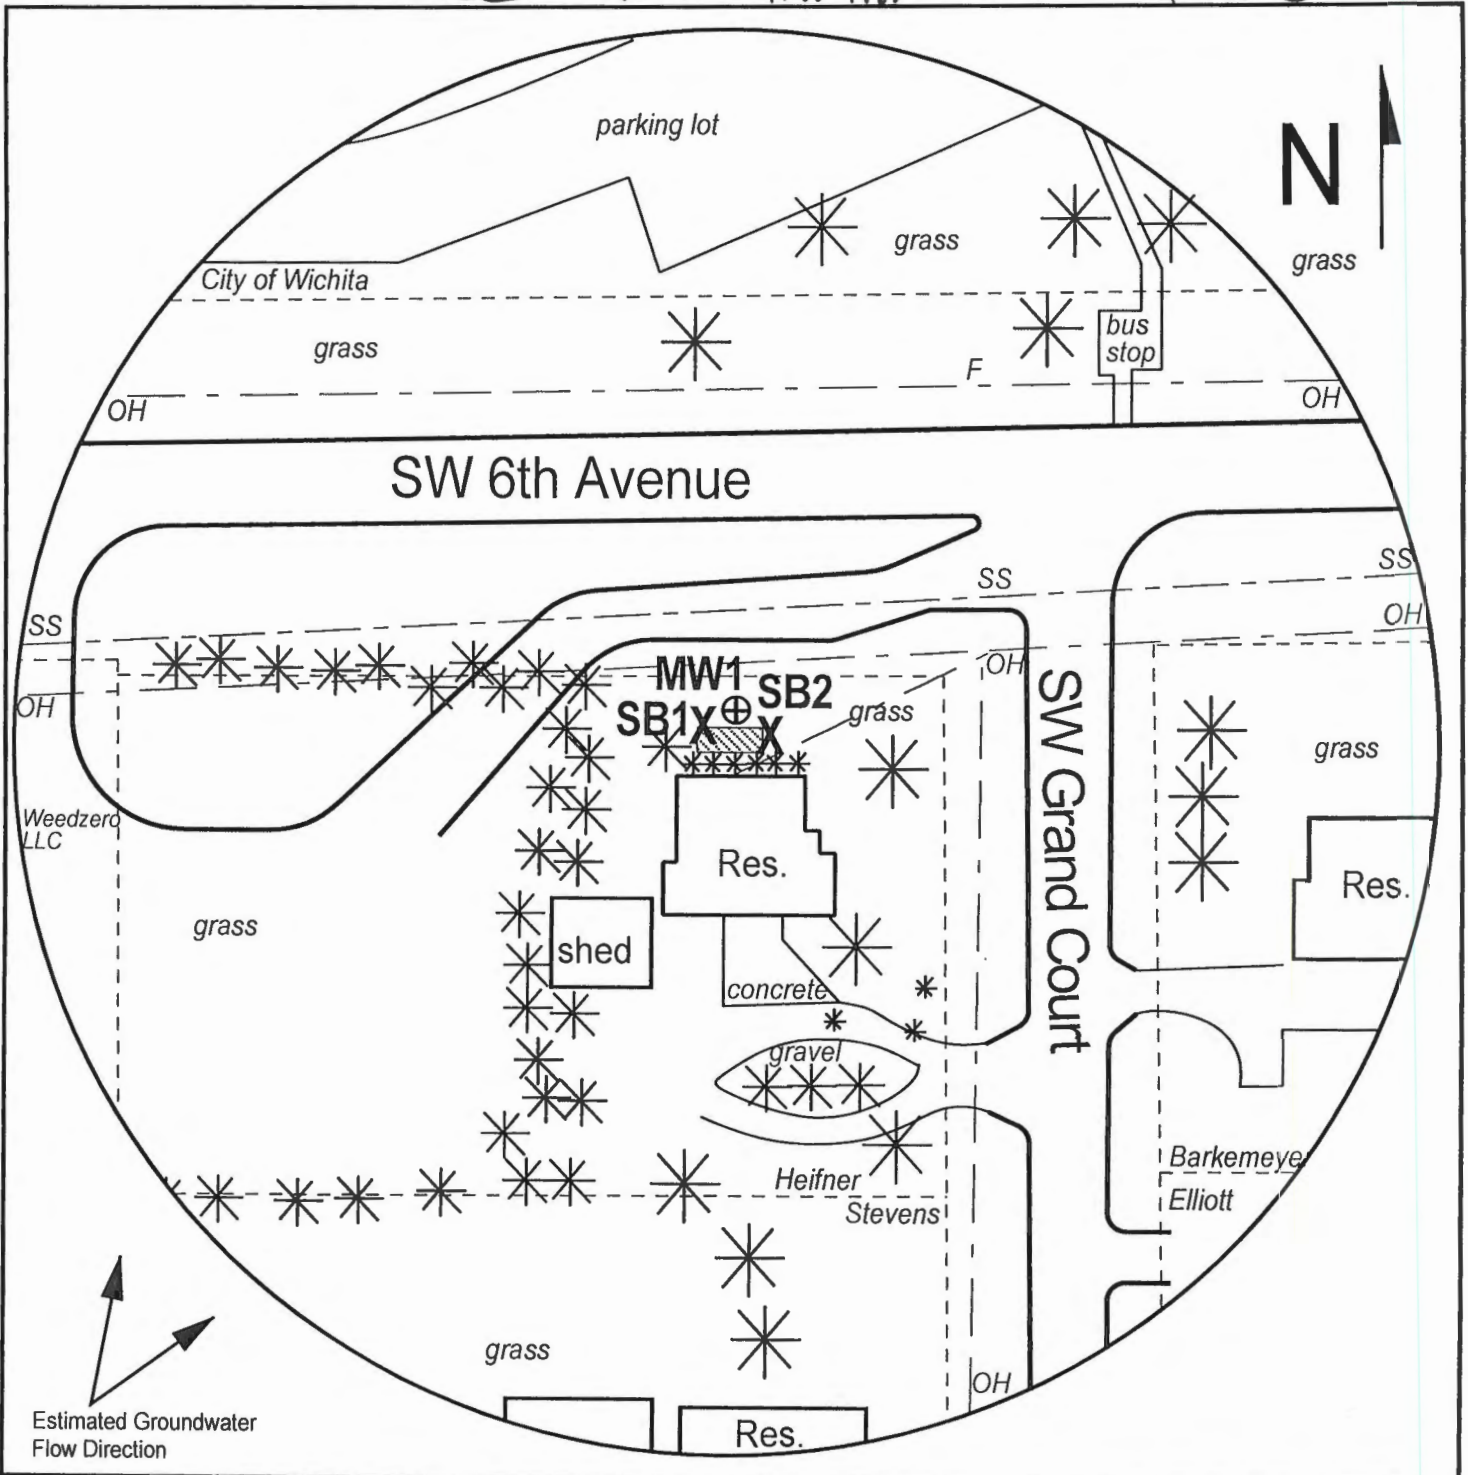 parking lot
N
grass
grass
City of Wichita
grass
bus
stop
F
OH
OH
SW 6th Avenue
SS
SS
SS
OH
OH
OH
MW1
SB2
SB1
X
X
grass
SW Grand Court
grass
Weedzero
LLC
Res.
Res.
grass
shed
concrete
gravel
Heifner
Stevens
Barkemeye
Elliott
grass
OH
Res.
Estimated Groundwater
Flow Direction